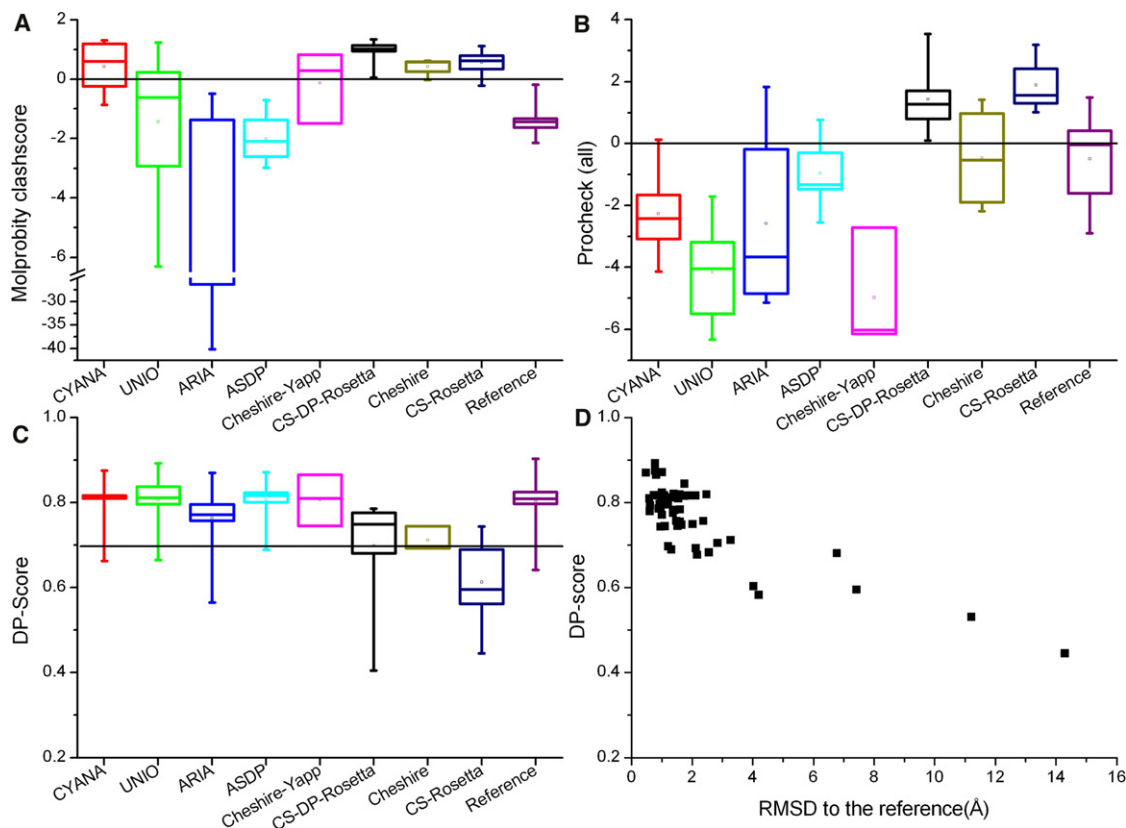 A
Molprobity clashscore
2
0
-2
-4
-6
-30
-35
-40
CYANA
UNIO
ARIA
ASDP
Cheshire-Yapp
CS-DP-Rosetta
Cheshire
CS-Rosetta
Reference
B
Procheck (all)
4
2
0
-2
-4
-6
CYANA
UNIO
ARIA
ASDP
Cheshire-Yapp
CS-DP-Rosetta
Cheshire
CS-Rosetta
Reference
C
DP-Score
1.0
0.8
0.6
0.4
0.2
CYANA
UNIO
ARIA
ASDP
Cheshire-Yapp
CS-DP-Rosetta
Cheshire
CS-Rosetta
Reference
D
DP-score
1.0
0.8
0.6
0.4
0.2
0 2 4 6 8 10 12 14 16
RMSD to the reference(Å)